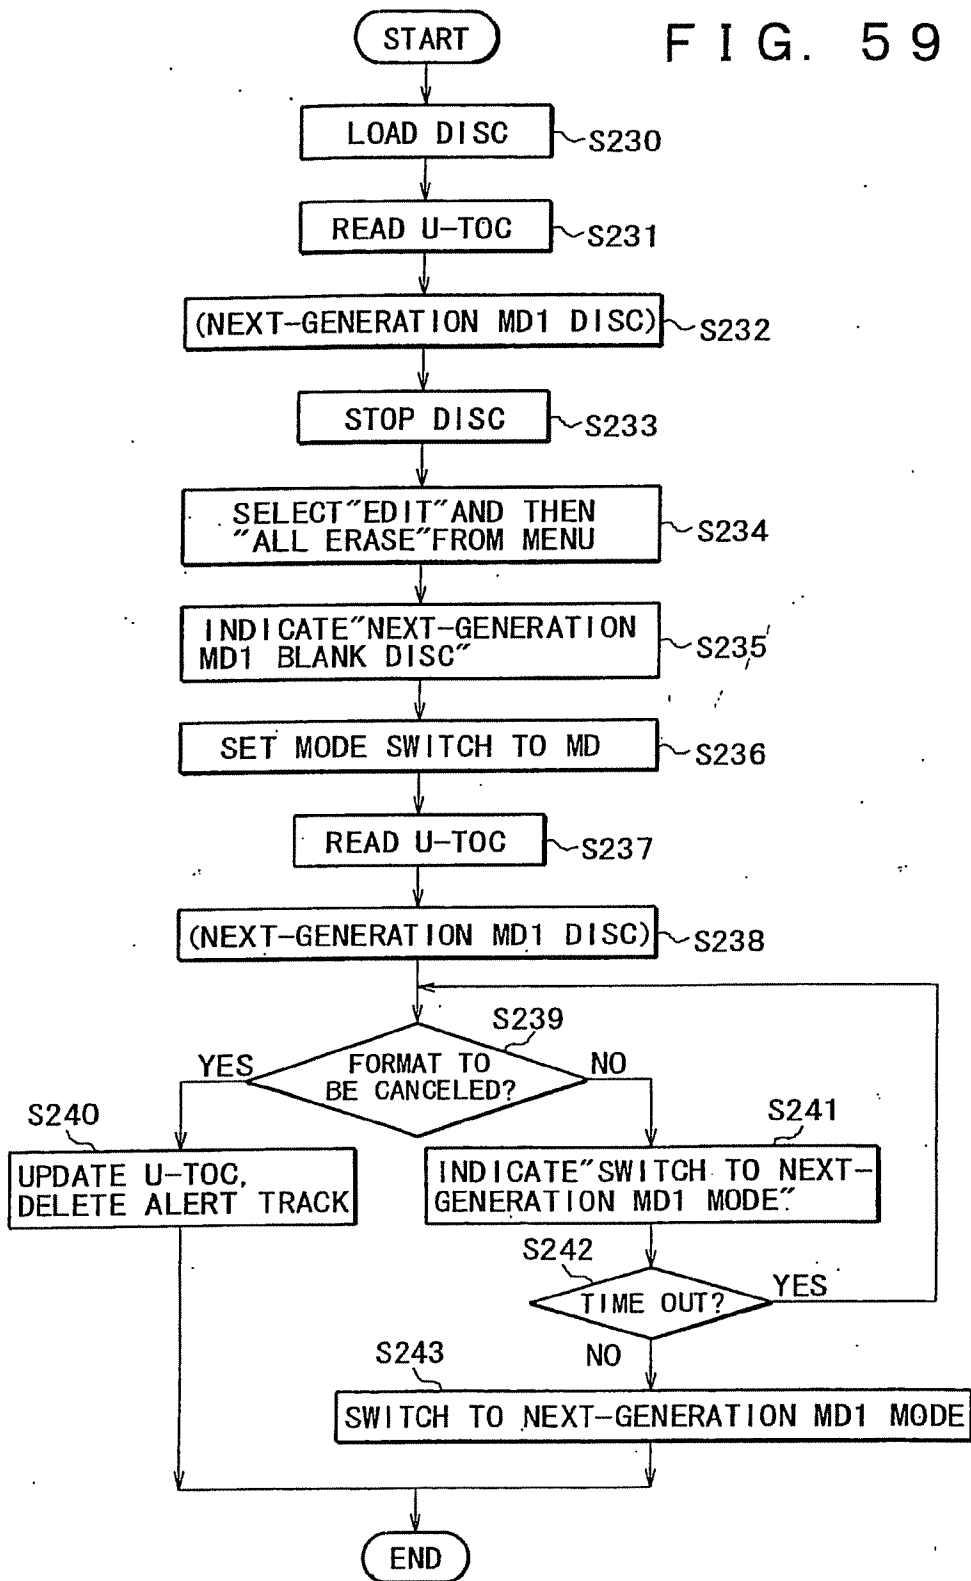 FIG. 59
START
LOAD DISC
S230
READ U-TOC
S231
(NEXT-GENERATION MD1 DISC)
S232
STOP DISC
S233
SELECT"EDIT"AND THEN
"ALL ERASE"FROM MENU
S234
INDICATE"NEXT-GENERATION
MD1 BLANK DISC"
S235
SET MODE SWITCH TO MD
S236
READ U-TOC
S237
(NEXT-GENERATION MD1 DISC)
S238
S239
FORMAT TO
BE CANCELED?
YES
NO
S240
UPDATE U-TOC,
DELETE ALERT TRACK
S241
INDICATE"SWITCH TO NEXT-
GENERATION MD1 MODE"
S242
TIME OUT?
YES
NO
S243
SWITCH TO NEXT-GENERATION MD1 MODE
END